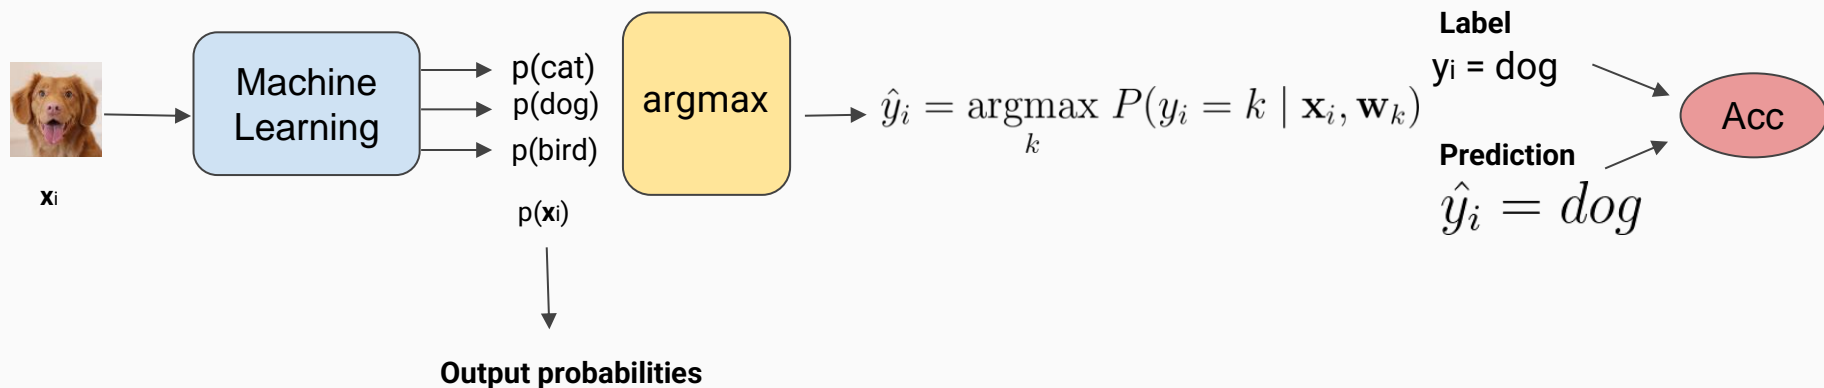 xi
Machine
Learning
p(cat)
p(dog)
p(bird)
p(xi)
Output probabilities
argmax
ŷᵢ = argmax P(yᵢ = k | xᵢ, wₖ)
k
Label
yi = dog
Prediction
ŷᵢ = dog
Acc